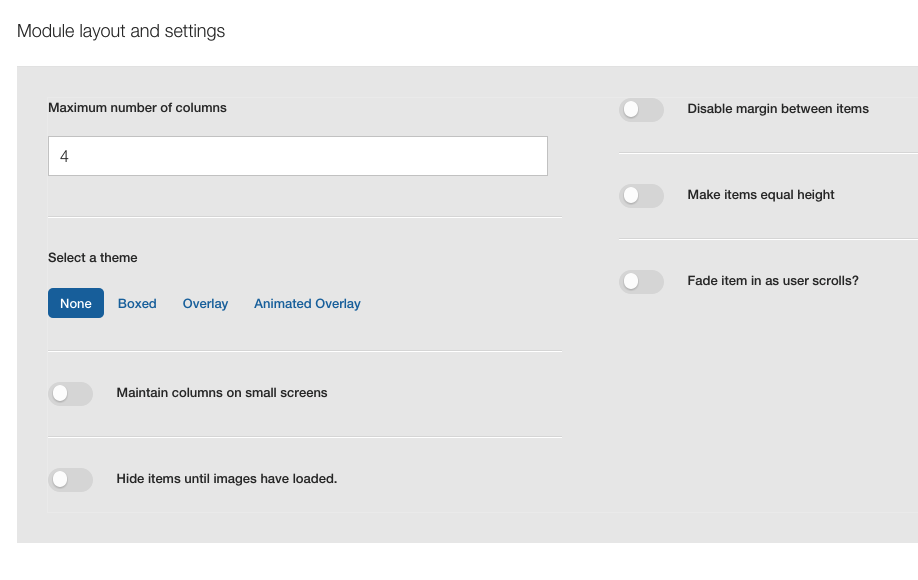 Module layout and settings
Maximum number of columns
4
Select a theme
None Boxed Overlay Animated Overlay
Maintain columns on small screens
Hide items until images have loaded.
Disable margin between items
Make items equal height
Fade item in as user scrolls?